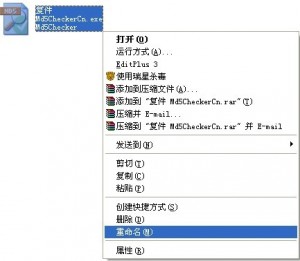 MD5
复件
Md5CheckerCn.exe
Md5Checker
打开(O)
运行方式(A)...
EditPlus 3
使用瑞星杀毒
添加到压缩文件(A)...
添加到 "复件 Md5CheckerCn.rar"(T)
压缩并 E-mail...
压缩到 "复件 Md5CheckerCn.rar" 并 E-mail
发送到(N)
剪切(T)
复制(C)
粘贴(P)
创建快捷方式(S)
删除(D)
重命名(M)
属性(R)